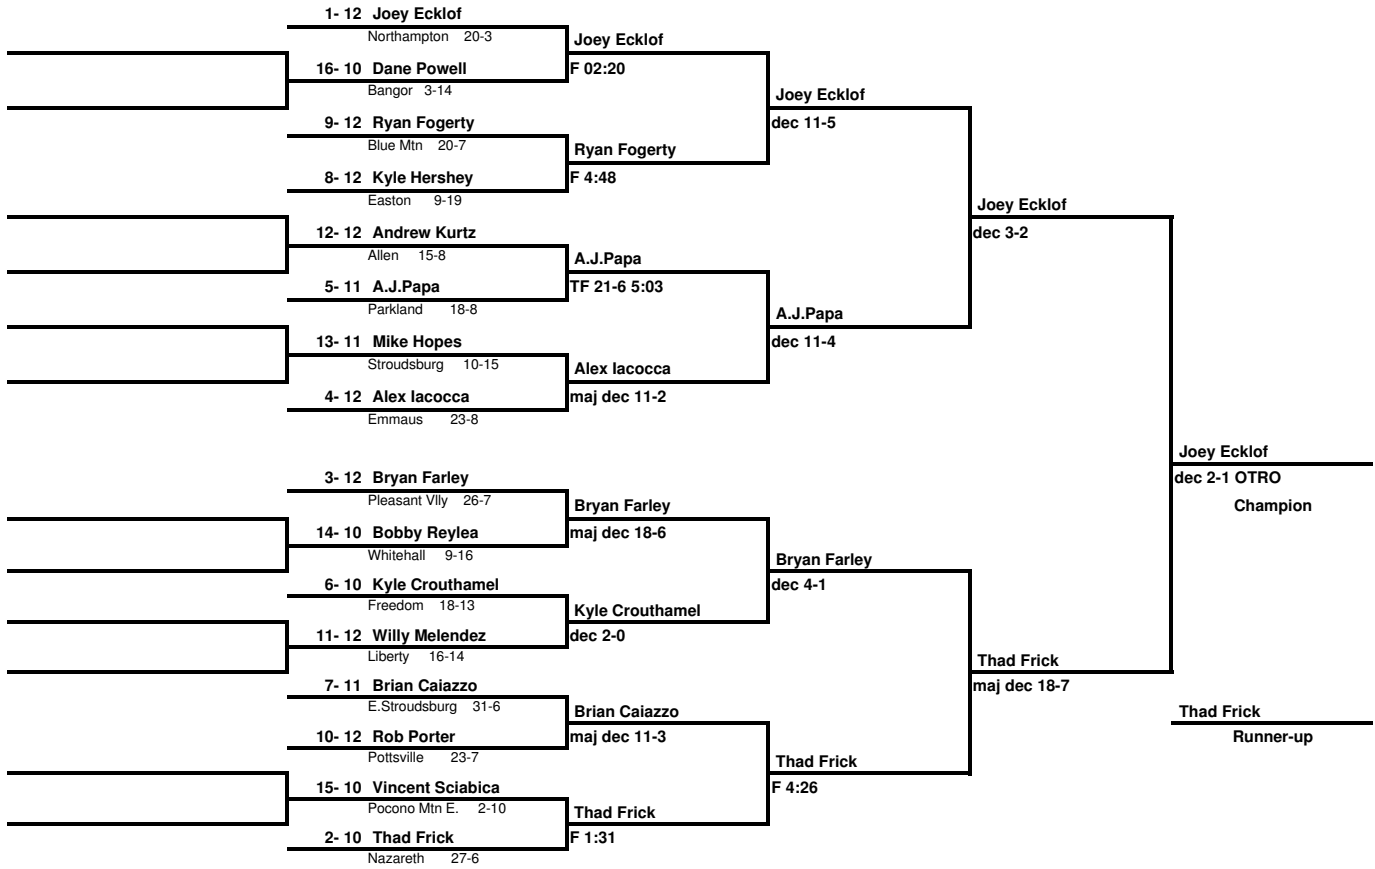 1- 12 Joey Ecklof
Northampton 20-3
Joey Ecklof
16- 10 Dane Powell
F 02:20
Bangor 3-14
Joey Ecklof
9- 12 Ryan Fogerty
dec 11-5
Blue Mtn 20-7
Ryan Fogerty
8- 12 Kyle Hershey
F 4:48
Easton 9-19
Joey Ecklof
12- 12 Andrew Kurtz
dec 3-2
Allen 15-8
A.J.Papa
5- 11 A.J.Papa
TF 21-6 5:03
Parkland 18-8
A.J.Papa
13- 11 Mike Hopes
dec 11-4
Stroudsburg 10-15
Alex Iacocca
4- 12 Alex Iacocca
maj dec 11-2
Emmaus 23-8
Joey Ecklof
3- 12 Bryan Farley
dec 2-1 OTRO
Pleasant Vlly 26-7
Bryan Farley
Champion
14- 10 Bobby Reylea
maj dec 18-6
Whitehall 9-16
Bryan Farley
6- 10 Kyle Crouthamel
dec 4-1
Freedom 18-13
Kyle Crouthamel
11- 12 Willy Melendez
dec 2-0
Liberty 16-14
Thad Frick
7- 11 Brian Caiazzo
maj dec 18-7
E.Stroudsburg 31-6
Brian Caiazzo
Thad Frick
10- 12 Rob Porter
maj dec 11-3
Runner-up
Pottsville 23-7
Thad Frick
15- 10 Vincent Sciabica
F 4:26
Pocono Mtn E. 2-10
Thad Frick
2- 10 Thad Frick
F 1:31
Nazareth 27-6